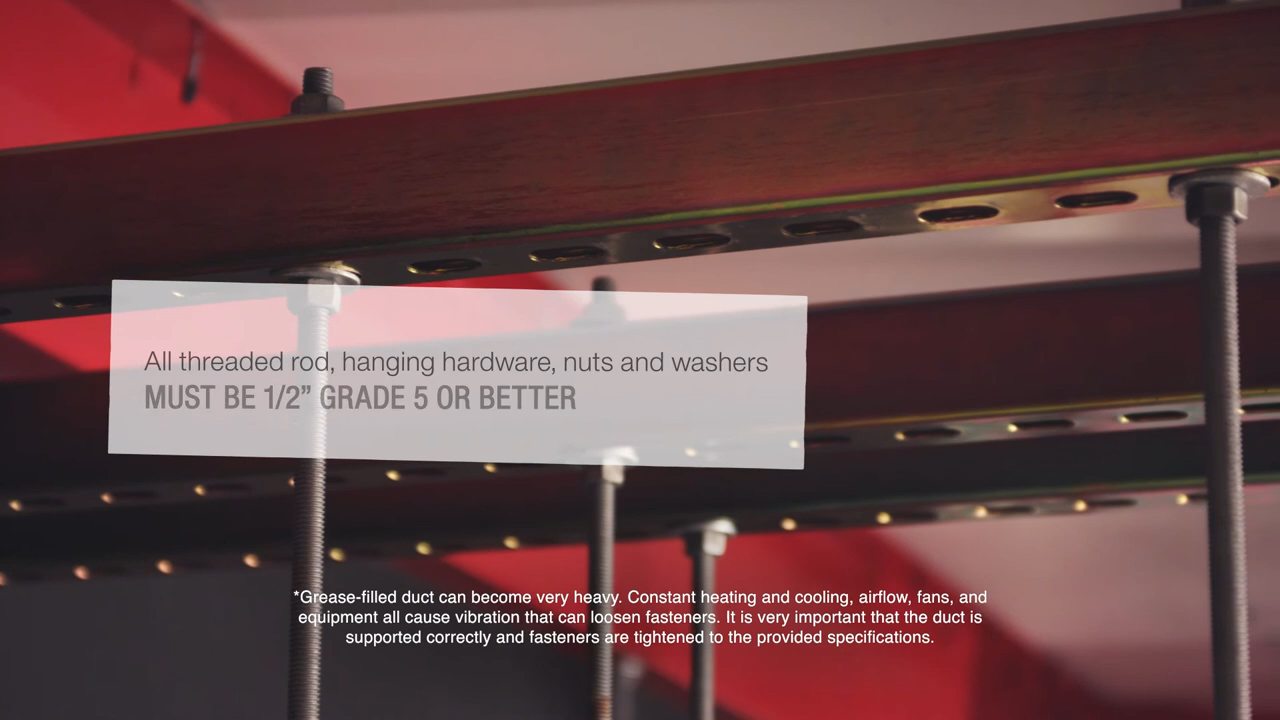 All threaded rod, hanging hardware, nuts and washers
MUST BE 1/2” GRADE 5 OR BETTER
*Grease-filled duct can become very heavy. Constant heating and cooling, airflow, fans, and
equipment all cause vibration that can loosen fasteners. It is very important that the duct is
supported correctly and fasteners are tightened to the provided specifications.